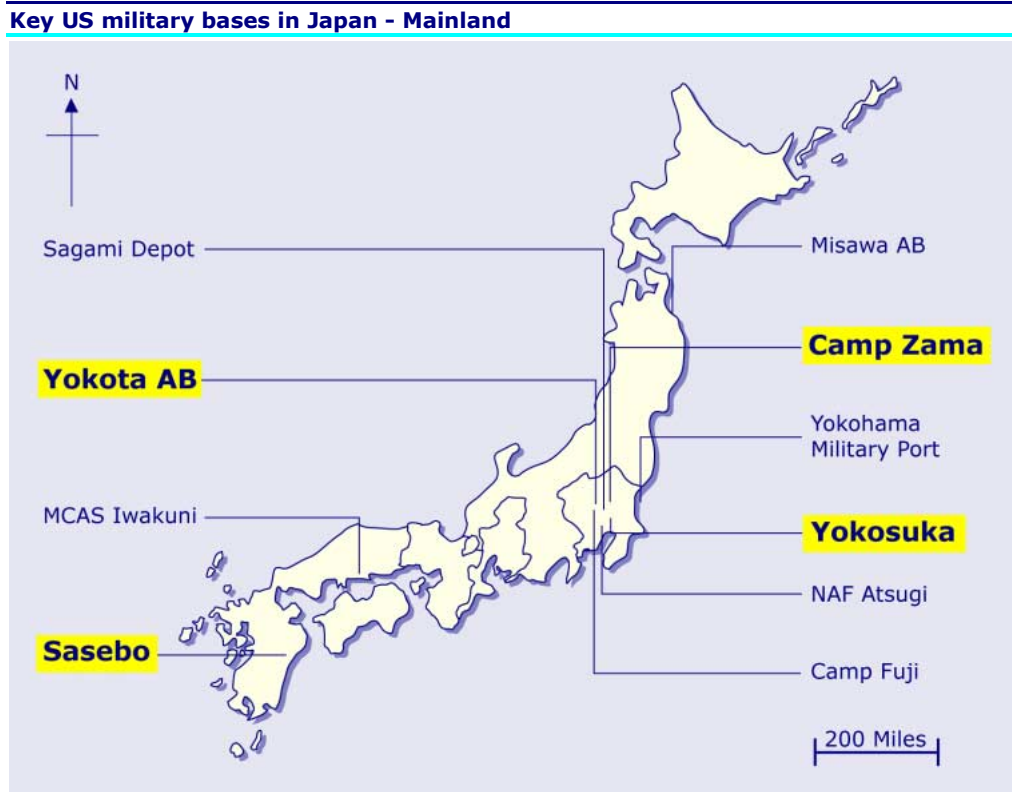 Key US military bases in Japan - Mainland
N
Sagami Depot
Misawa AB
Camp Zama
Yokota AB
Yokohama
Military Port
MCAS Iwakuni
Yokosuka
NAF Atsugi
Sasebo
Camp Fuji
200 Miles